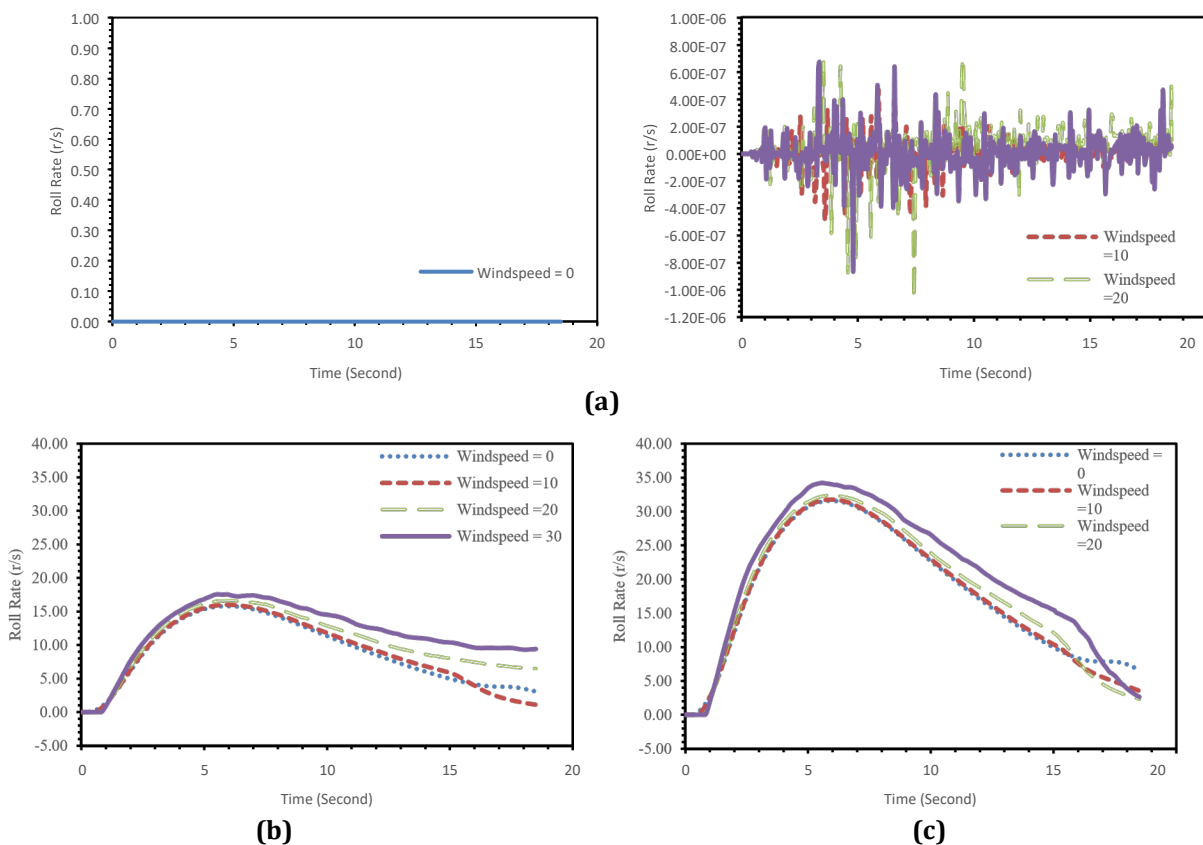 1.00
0.90
0.80
0.70
0.60
0.50
0.40
0.30
0.20
0.10
0.00
Roll Rate (r/s)
Windspeed = 0
0 5 10 15 20
Time (Second)
1.00E-06
8.00E-07
6.00E-07
4.00E-07
2.00E-07
0.00E+00
-2.00E-07
-4.00E-07
-6.00E-07
-8.00E-07
-1.00E-06
-1.20E-06
Roll Rate (r/s)
Windspeed
=10
Windspeed
=20
0 5 10 15 20
Time (Second)
(a)
40.00
35.00
30.00
25.00
20.00
15.00
10.00
5.00
0.00
-5.00
Roll Rate (r/s)
Windspeed = 0
Windspeed =10
Windspeed =20
Windspeed = 30
0 5 10 15 20
Time (Second)
(b)
40.00
35.00
30.00
25.00
20.00
15.00
10.00
5.00
0.00
-5.00
Roll Rate (r/s)
Windspeed =
0
Windspeed
=10
Windspeed
=20
0 5 10 15 20
Time (Second)
(c)